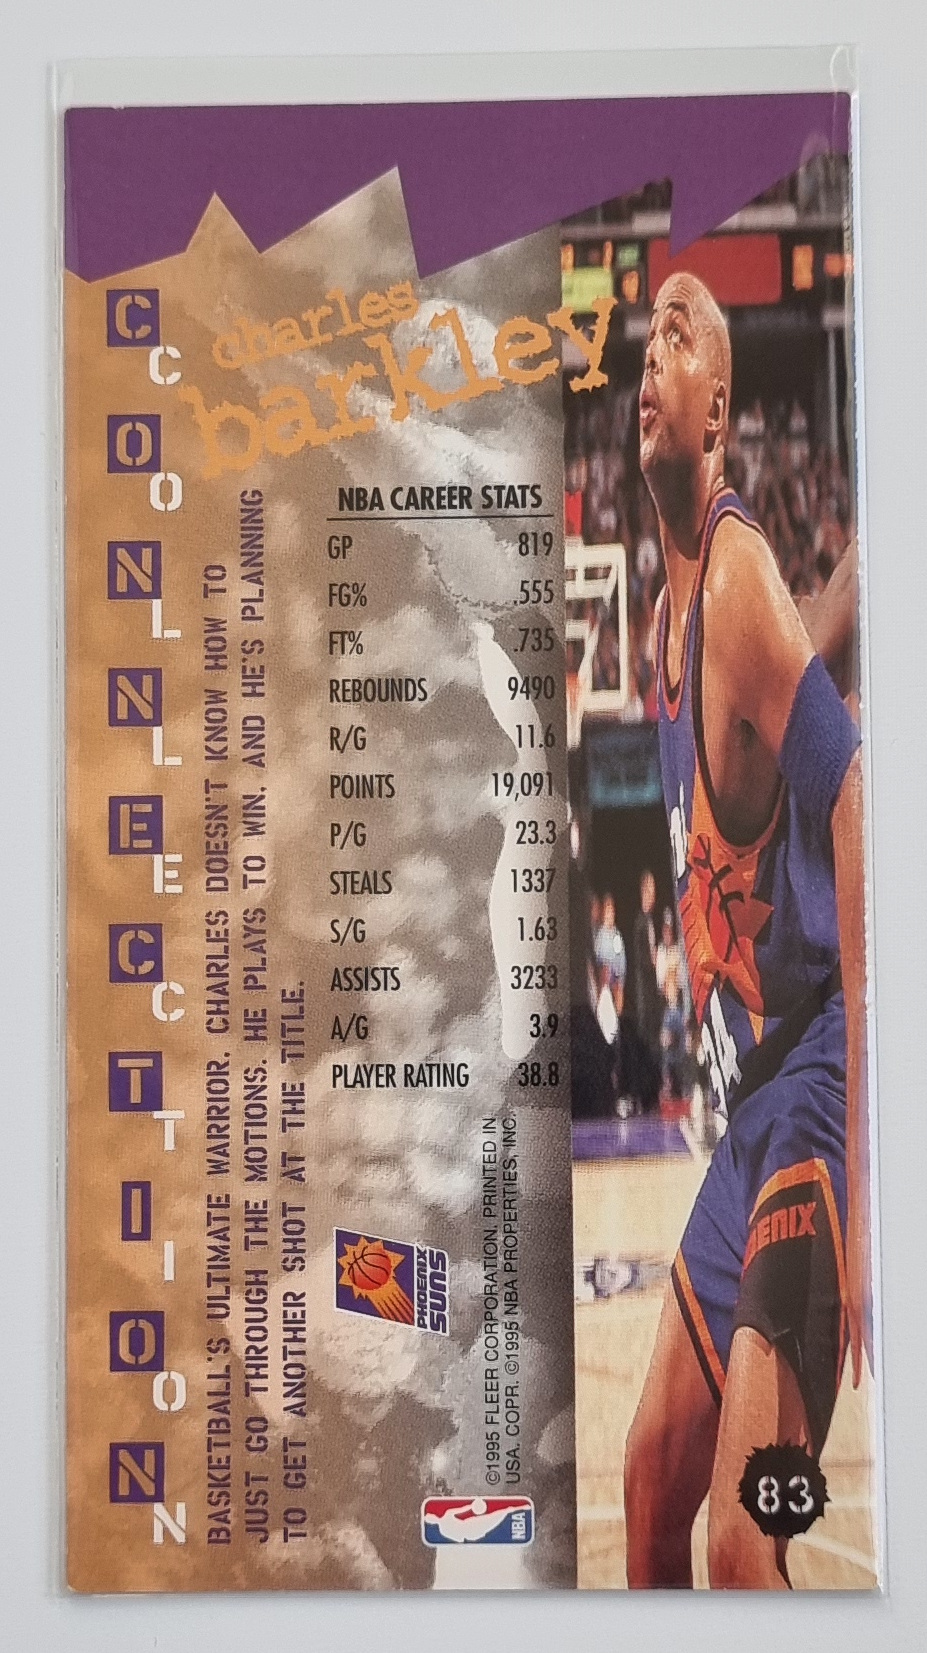 COLLECTION
CONNECTION
charles
barkley
BASKETBALL'S ULTIMATE WARRIOR, CHARLES DOESN'T KNOW HOW TO
JUST GO THROUGH THE MOTIONS. HE PLAYS TO WIN. AND HE'S PLANNING
TO GET ANOTHER SHOT AT THE TITLE.
NBA CAREER STATS
GP 819
FG% .555
FT% .735
REBOUNDS 9490
R/G 11.6
POINTS 19,091
P/G 23.3
STEALS 1337
S/G 1.63
ASSISTS 3233
A/G 3.9
PLAYER RATING 38.8
PHOENIX
SUNS
©1995 FLEER CORPORATION. PRINTED IN
USA. COPR. ©1995 NBA PROPERTIES, INC.
NBA
34
ENIX
83